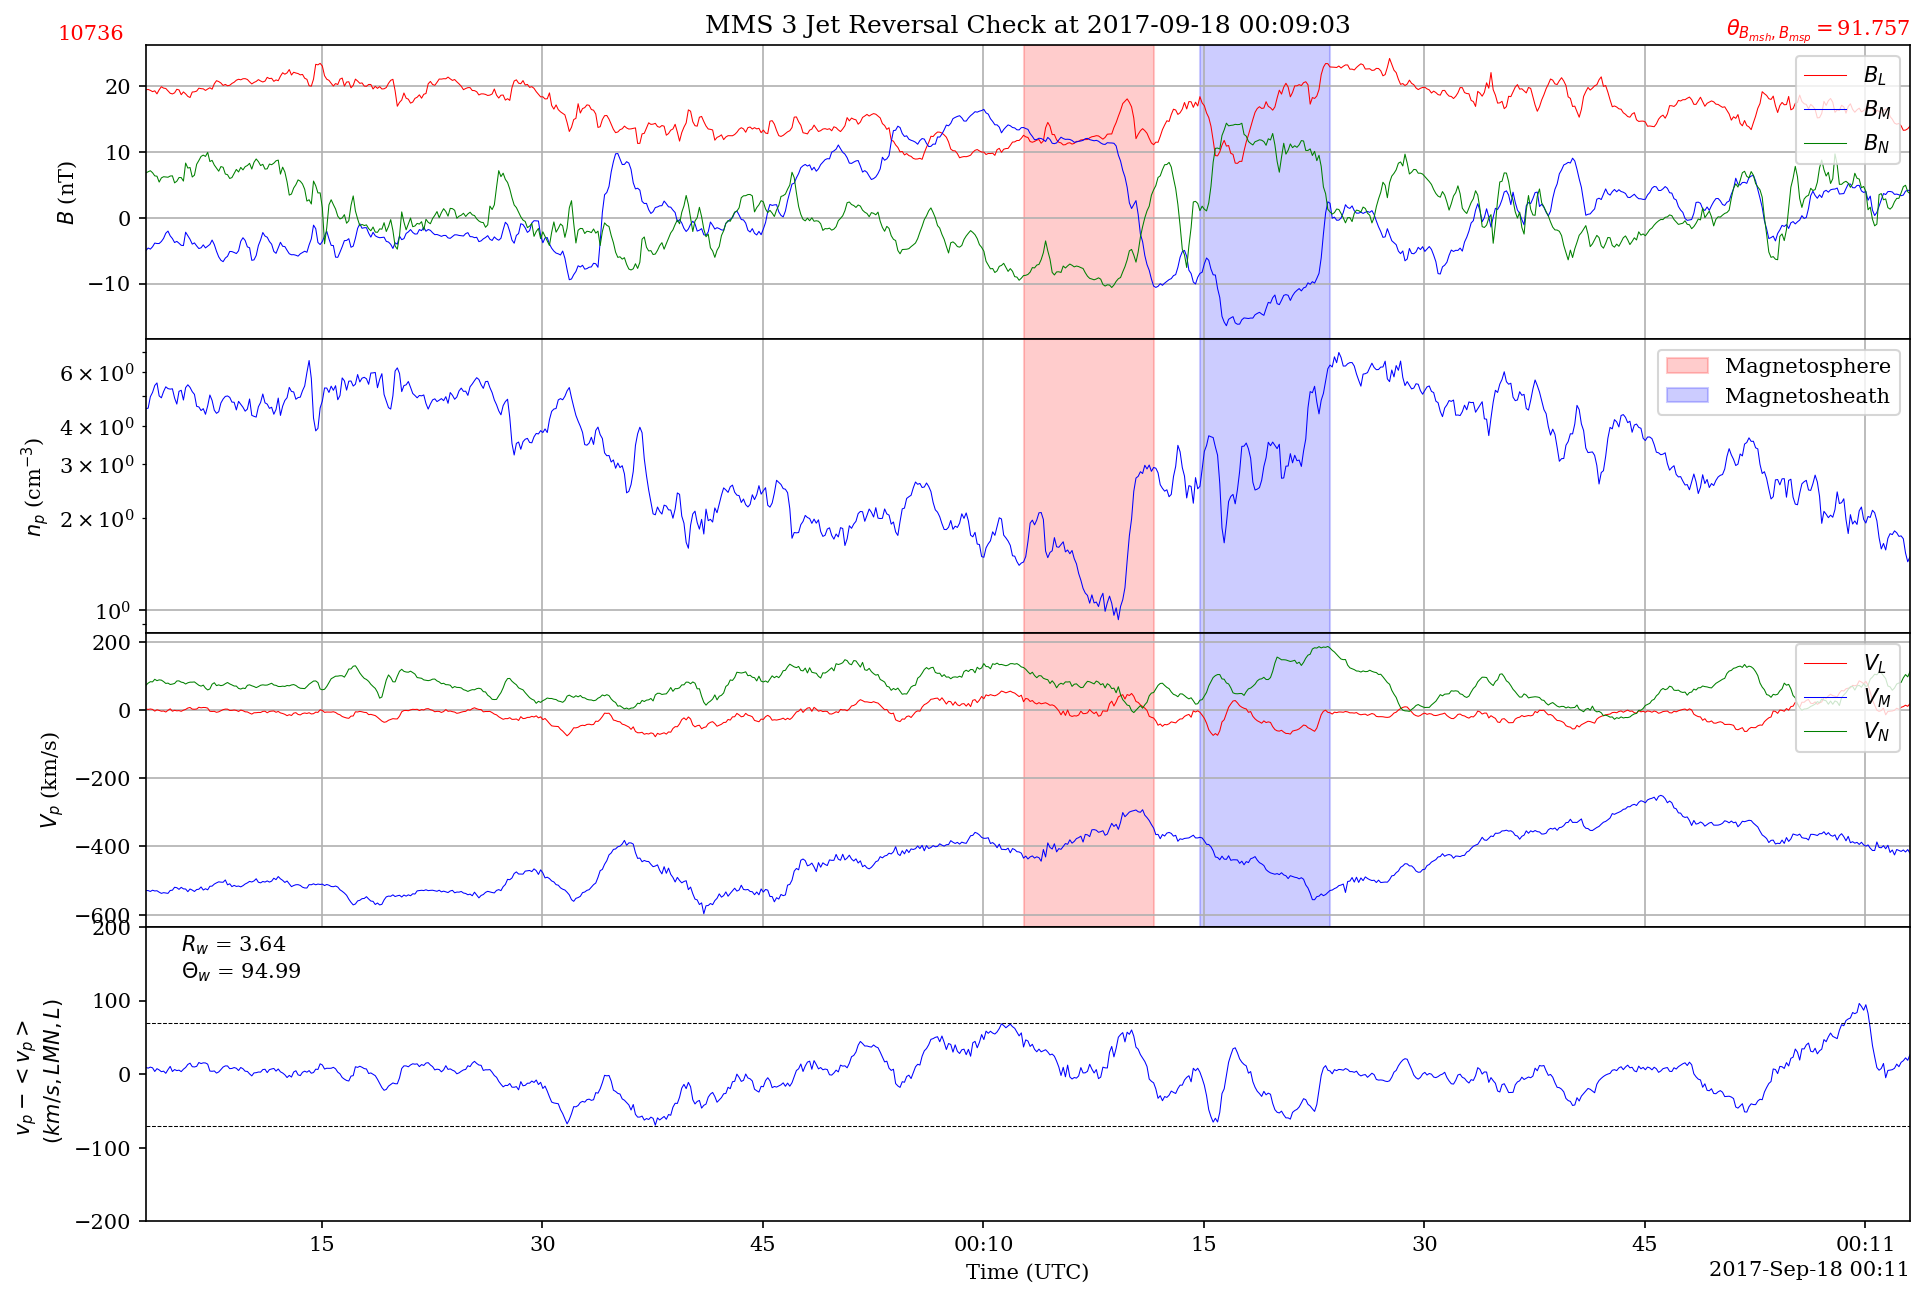 10736
MMS 3 Jet Reversal Check at 2017-09-18 00:09:03
θ_{B_{msh}, B_{msp}} = 91.757
B (nT)
20
10
0
−10
B_L
B_M
B_N
n_p (cm⁻³)
6 × 10⁰
4 × 10⁰
3 × 10⁰
2 × 10⁰
10⁰
Magnetosphere
Magnetosheath
V_p (km/s)
200
0
−200
−400
−600
V_L
V_M
V_N
v_p − < v_p >
(km/s, LMN, L)
200
100
0
−100
−200
R_w = 3.64
Θ_w = 94.99
15 30 45 00:10 15 30 45 00:11
Time (UTC)
2017-Sep-18 00:11